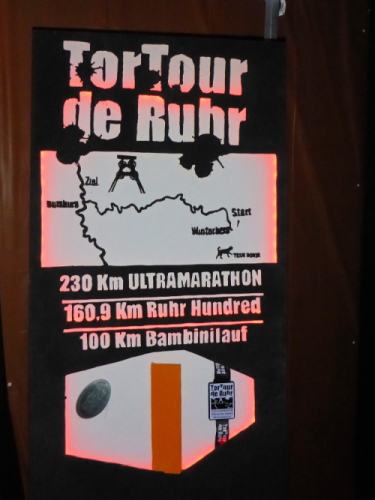 TorTour
de Ruhr
Ziel
Duisburg
Start
Winterberg
230 Km ULTRAMARATHON
160,9 Km Ruhr Hundred
100 Km Bambinilauf
TorTour
de Ruhr